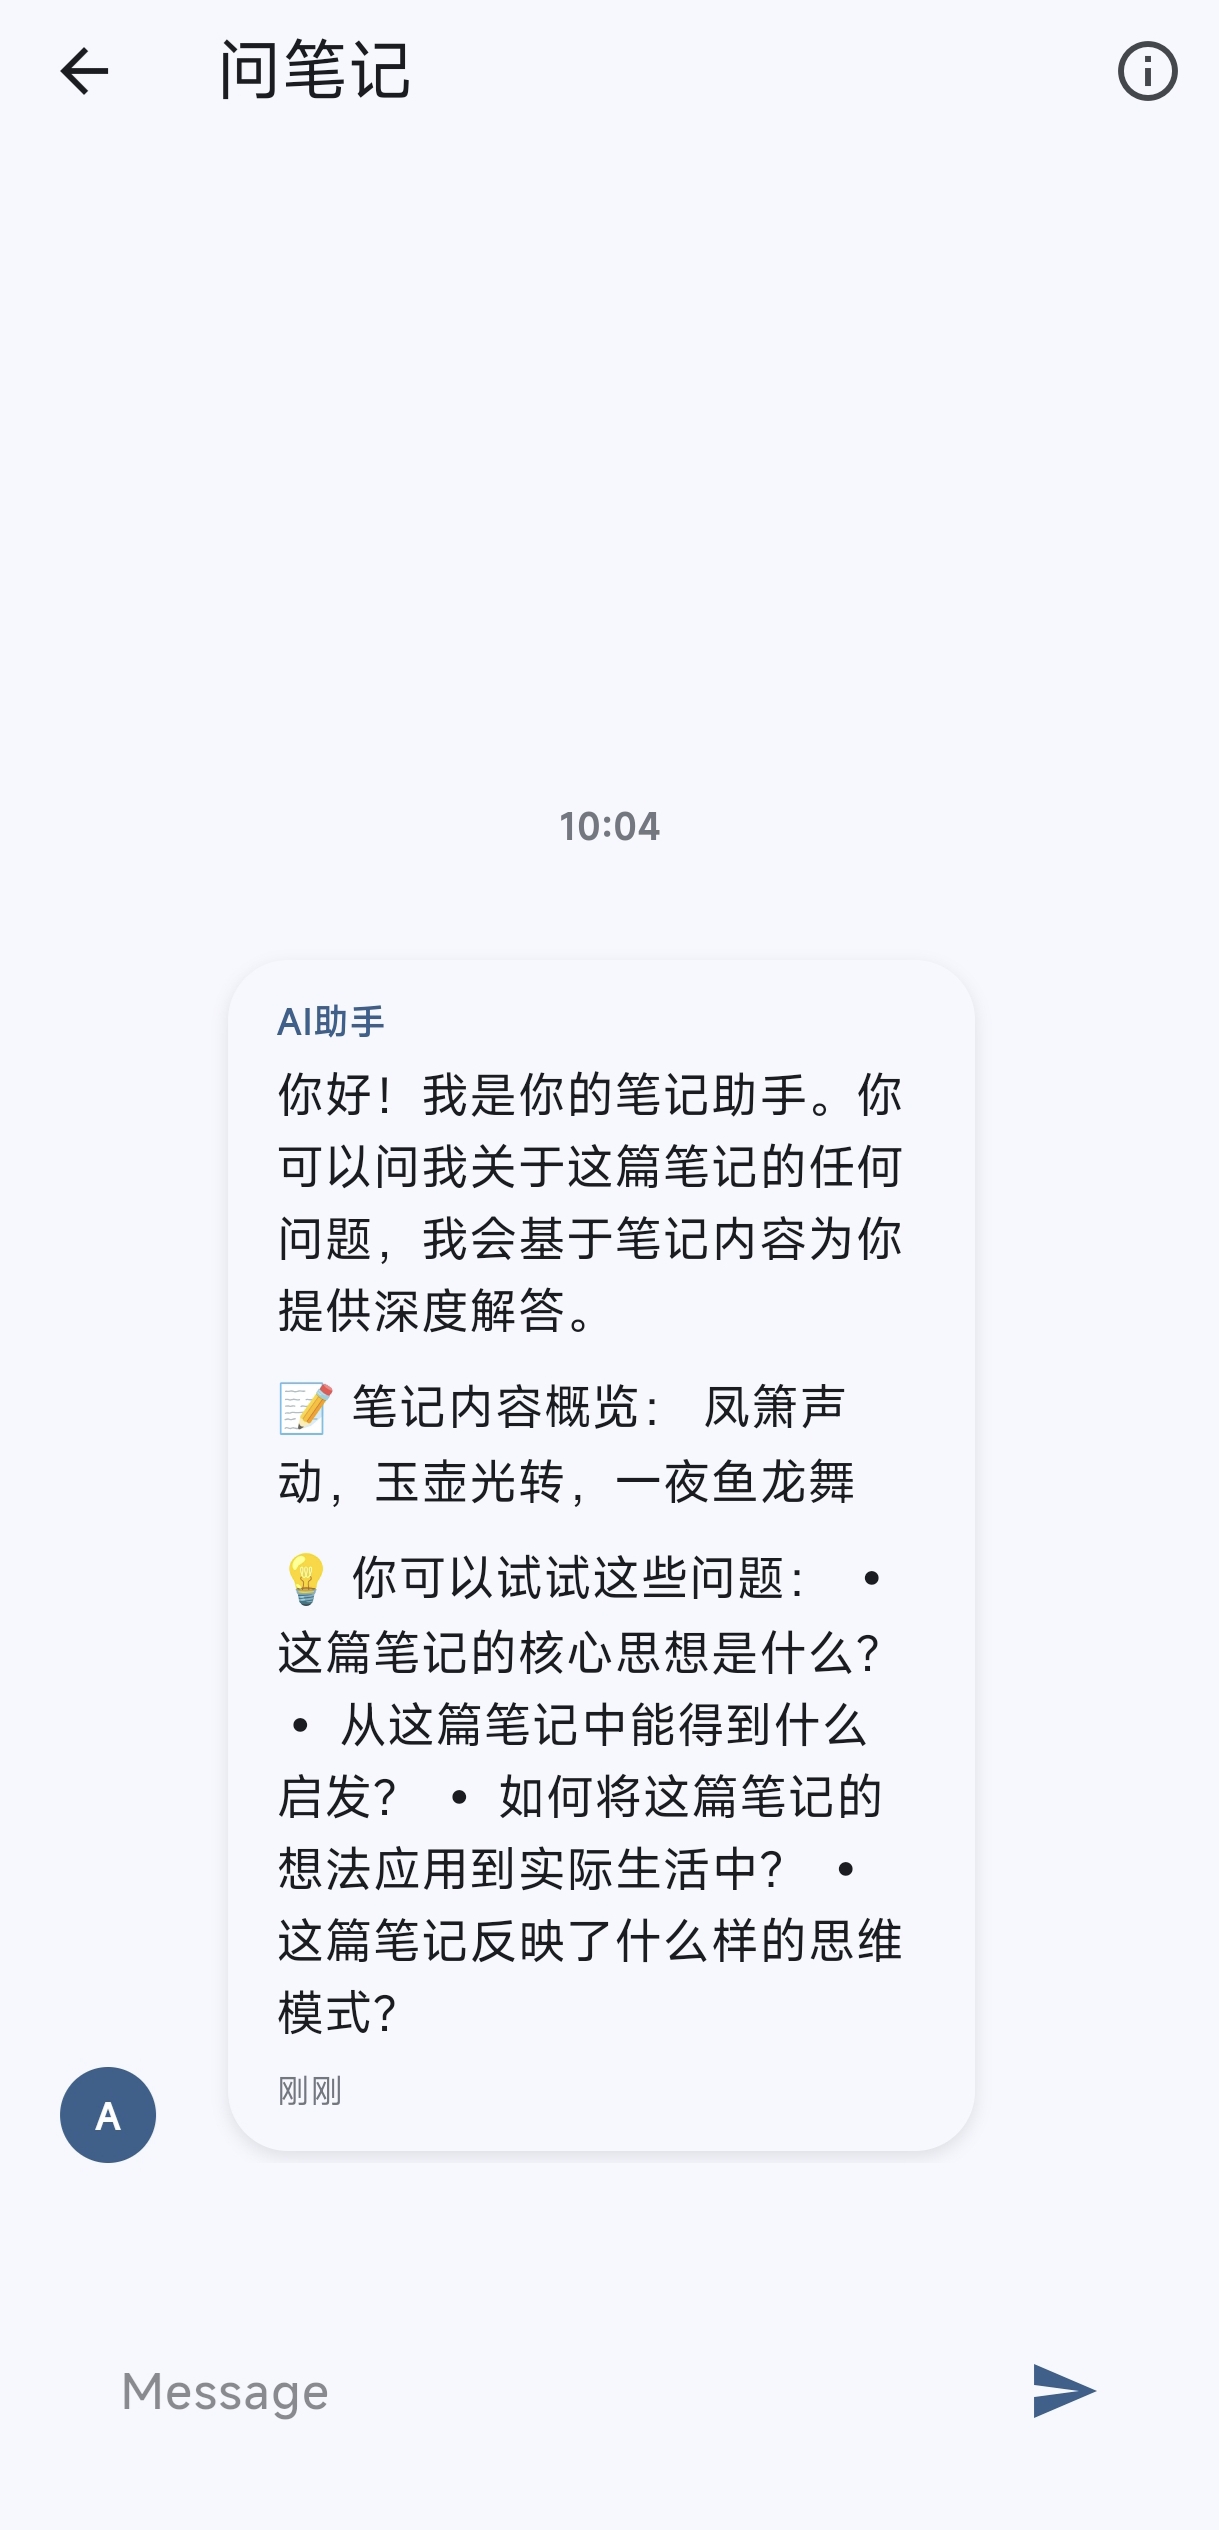 问笔记
10:04
AI助手
你好！我是你的笔记助手。你
可以问我关于这篇笔记的任何
问题，我会基于笔记内容为你
提供深度解答。
📝 笔记内容概览： 凤箫声
动，玉壶光转，一夜鱼龙舞
💡 你可以试试这些问题： •
这篇笔记的核心思想是什么？
• 从这篇笔记中能得到什么
启发？ • 如何将这篇笔记的
想法应用到实际生活中？ •
这篇笔记反映了什么样的思维
模式？
刚刚
A
Message